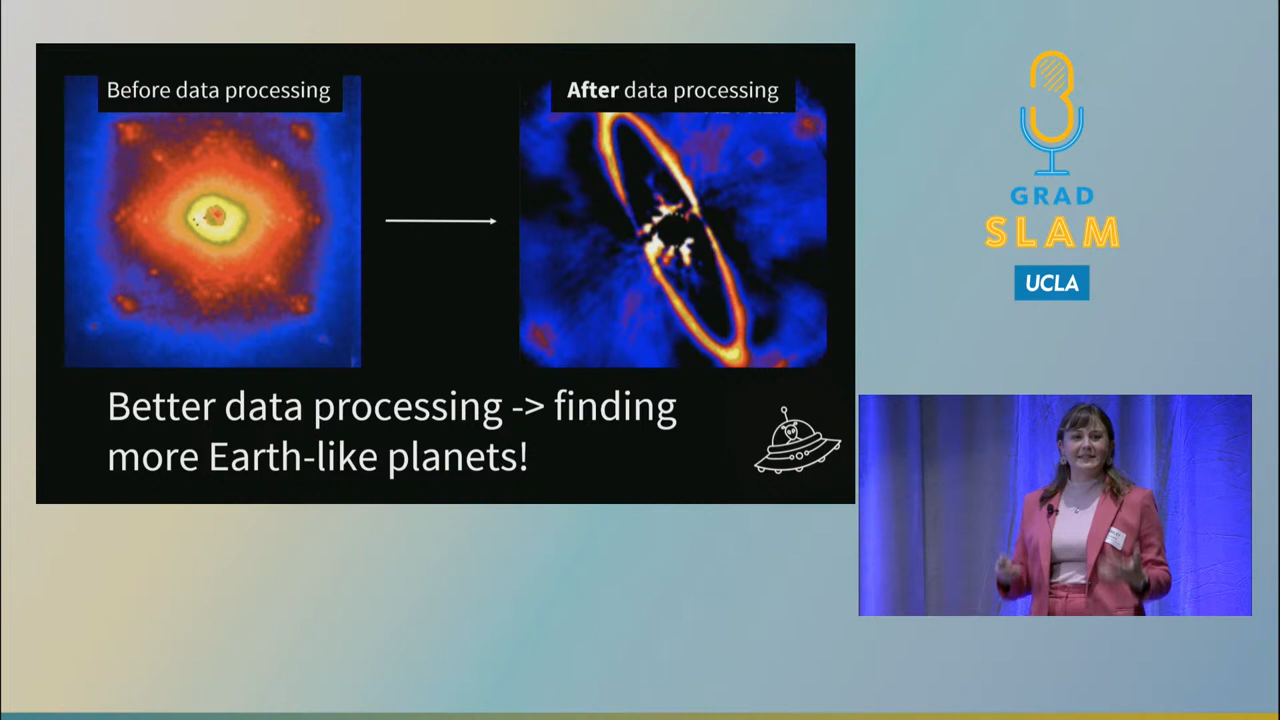 Before data processing
After data processing
Better data processing -> finding
more Earth-like planets!
GRAD
SLAM
UCLA